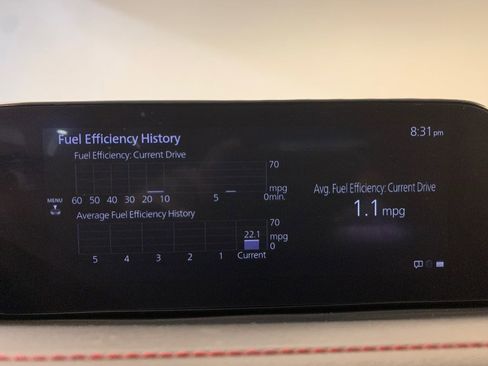 Fuel Efficiency History
8:31 pm
Fuel Efficiency: Current Drive
70
mpg
MENU 60 50 40 30 20 10 5 0min.
Avg. Fuel Efficiency: Current Drive
1.1 mpg
Average Fuel Efficiency History
70
22.1 mpg
0
5 4 3 2 1 Current